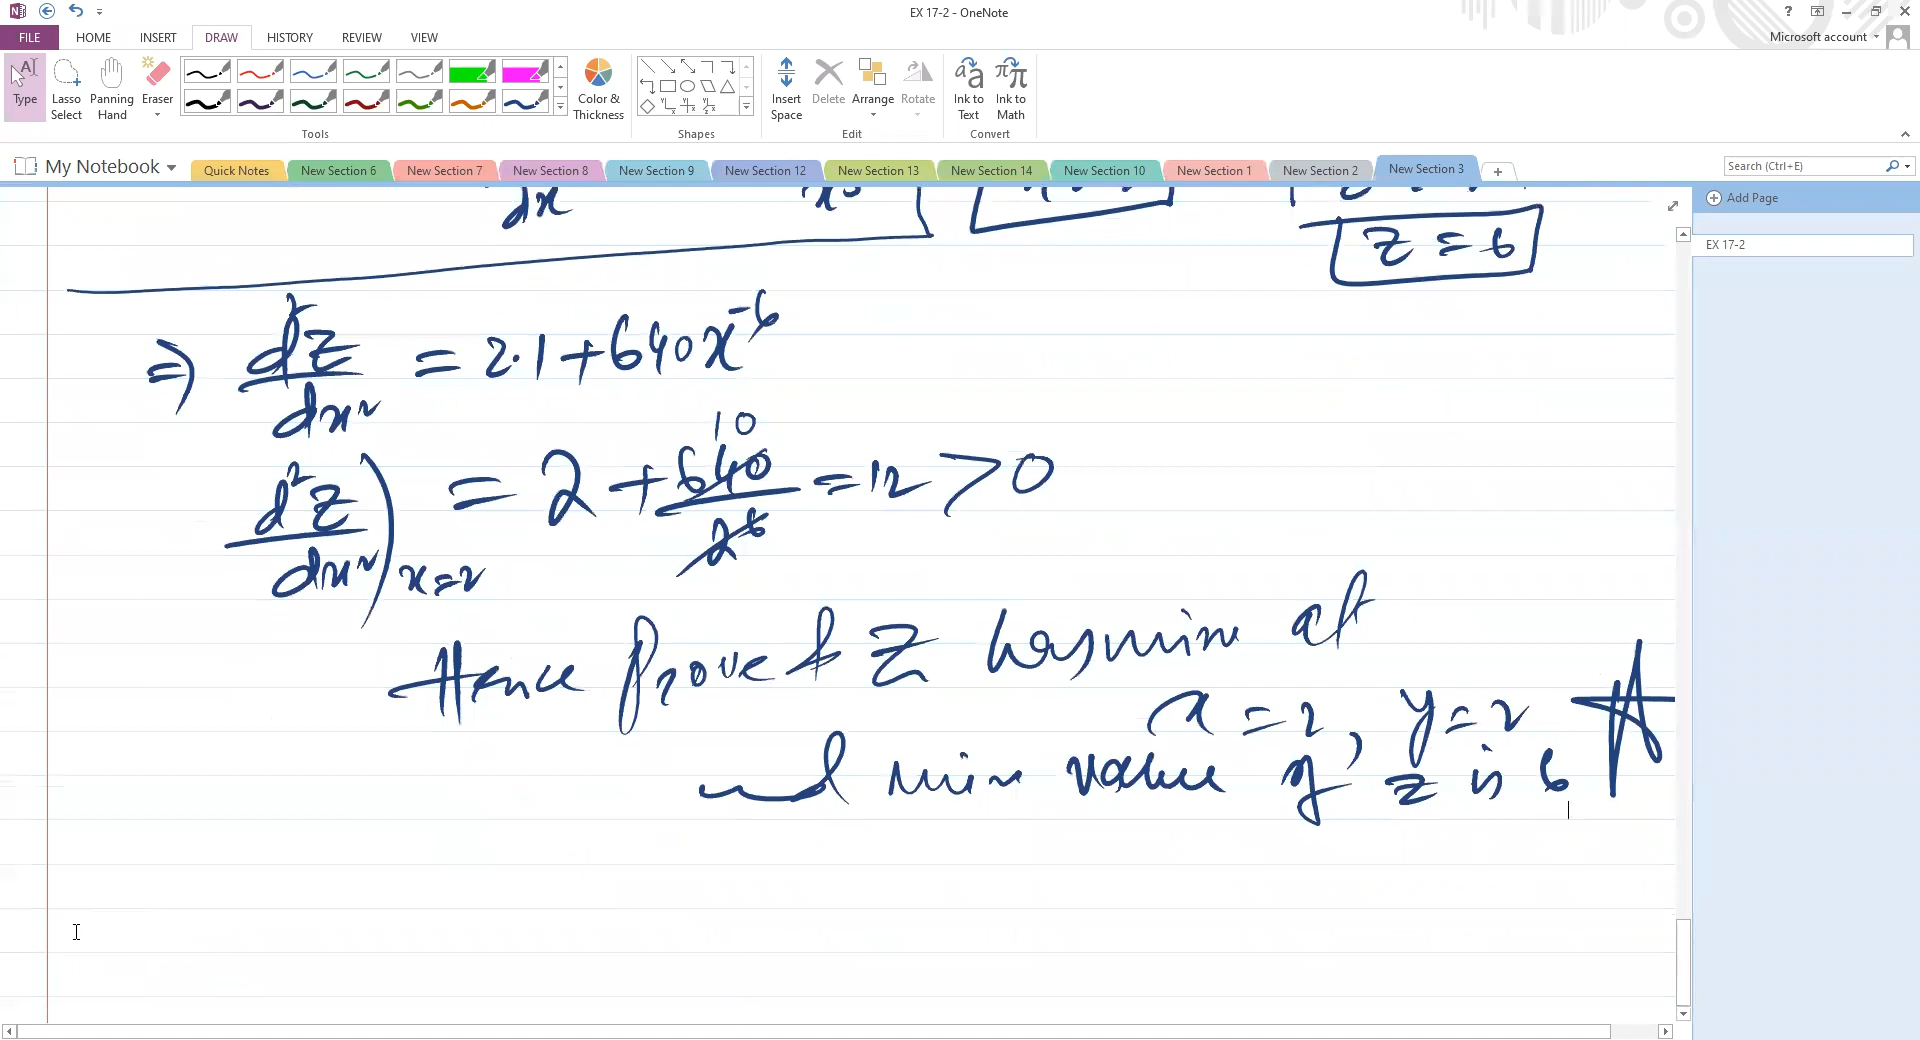 EX 17-2 - OneNote
Microsoft account
FILE HOME INSERT DRAW HISTORY REVIEW VIEW
Type
Lasso Select
Panning Hand
Eraser
Color & Thickness
Insert Space
Delete
Arrange
Rotate
Ink to Text
Ink to Math
Tools
Shapes
Edit
Convert
My Notebook
Quick Notes New Section 6 New Section 7 New Section 8 New Section 9 New Section 12 New Section 13 New Section 14 New Section 10 New Section 1 New Section 2 New Section 3
Search (Ctrl+E)
Add Page
EX 17-2
dx
z = 6
⇒ d²z/dx² = 2·1 + 640x⁻⁶
10
d²z/dx²)x=2 = 2 + 640/2⁶ = 12 > 0
Hence proved Z has min at
x = 2, y = 2
and min value of z is 6